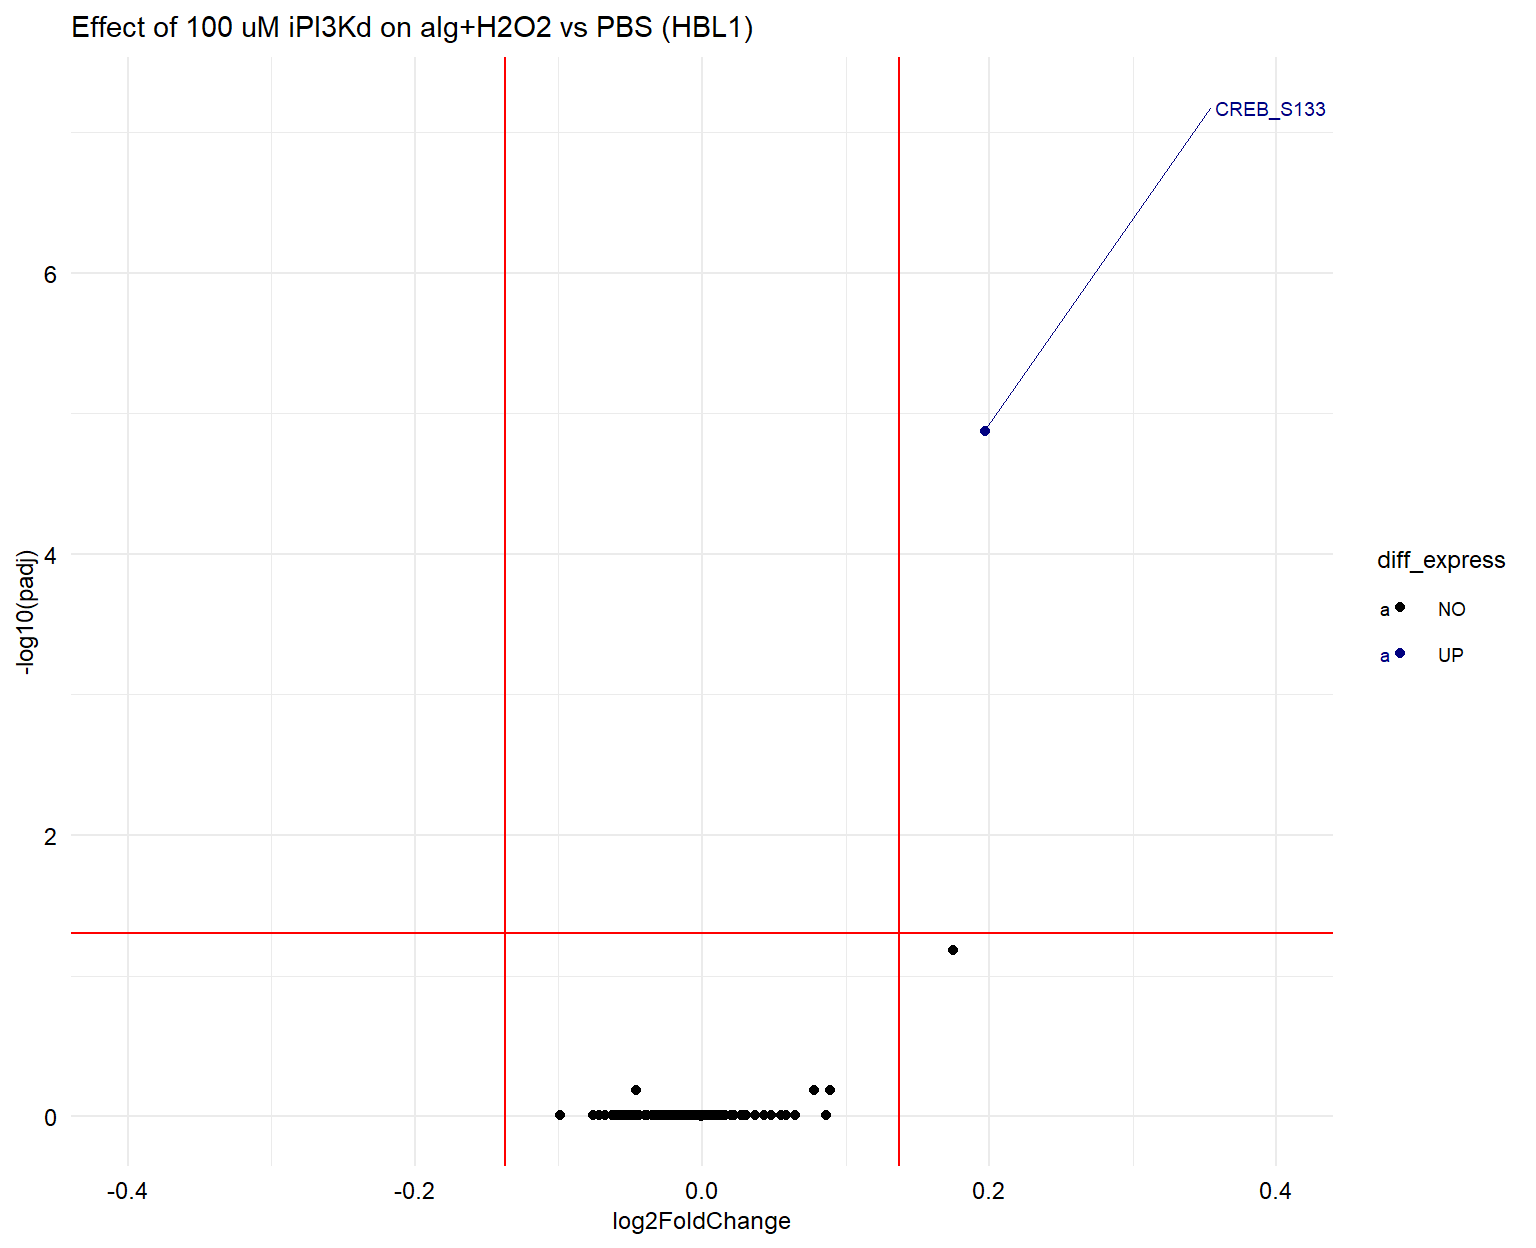 Effect of 100 uM iPI3Kd on alg+H2O2 vs PBS (HBL1)
CREB_S133
6
4
2
0
-log10(padj)
-0.4
-0.2
0.0
0.2
0.4
log2FoldChange
diff_express
a NO
a UP